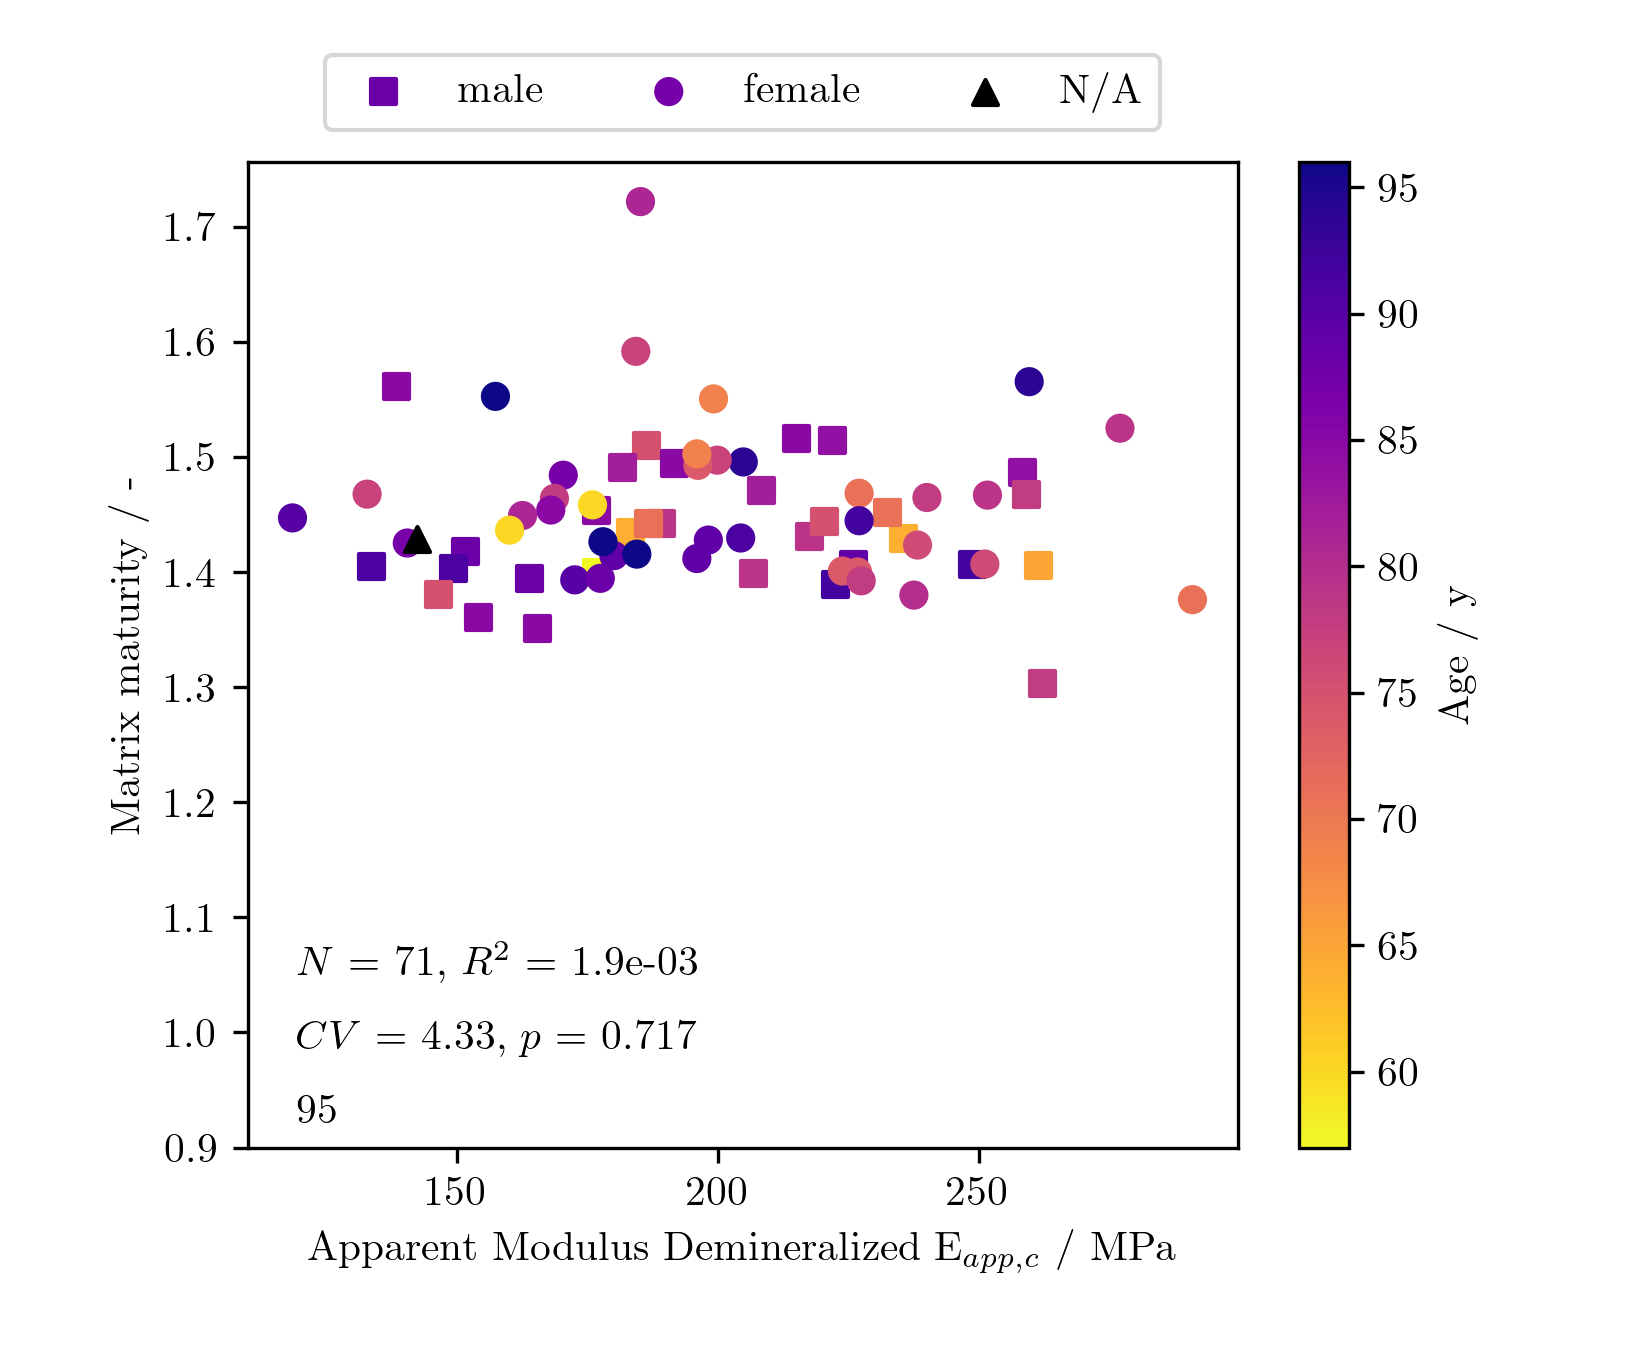 male female N/A
1.7
1.6
1.5
1.4
1.3
1.2
1.1
1.0
0.9
Matrix maturity / -
N = 71, R² = 1.9e-03
CV = 4.33, p = 0.717
95
150 200 250
Apparent Modulus Demineralized E_{app,c} / MPa
95
90
85
80
75
70
65
60
Age / y